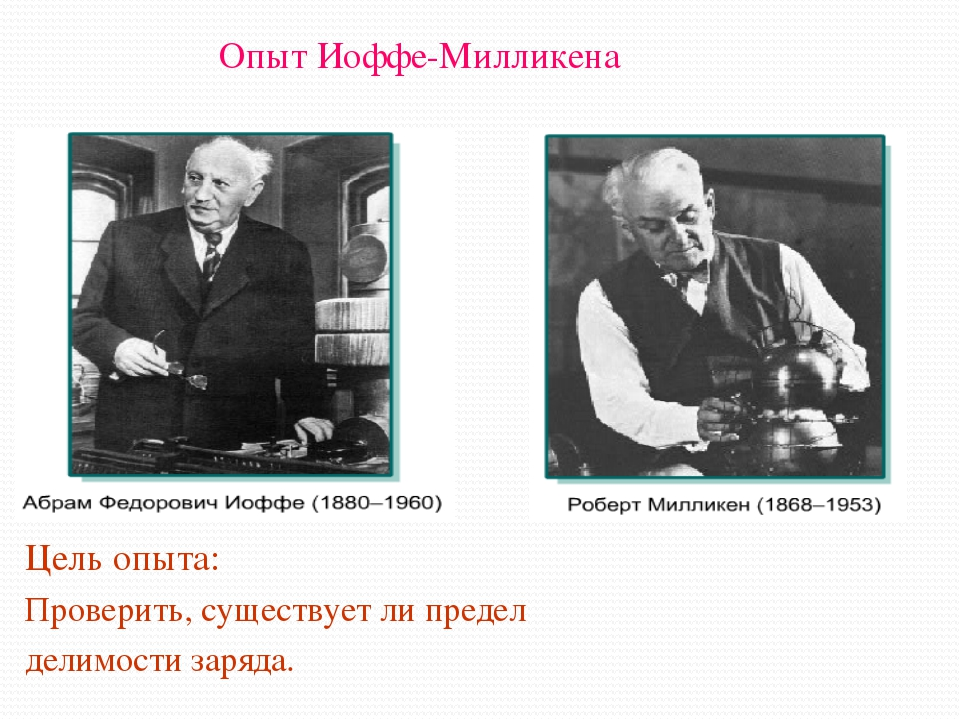 Опыт Иоффе-Милликена
Абрам Федорович Иоффе (1880–1960)
Роберт Милликен (1868–1953)
Цель опыта:
Проверить, существует ли предел
делимости заряда.